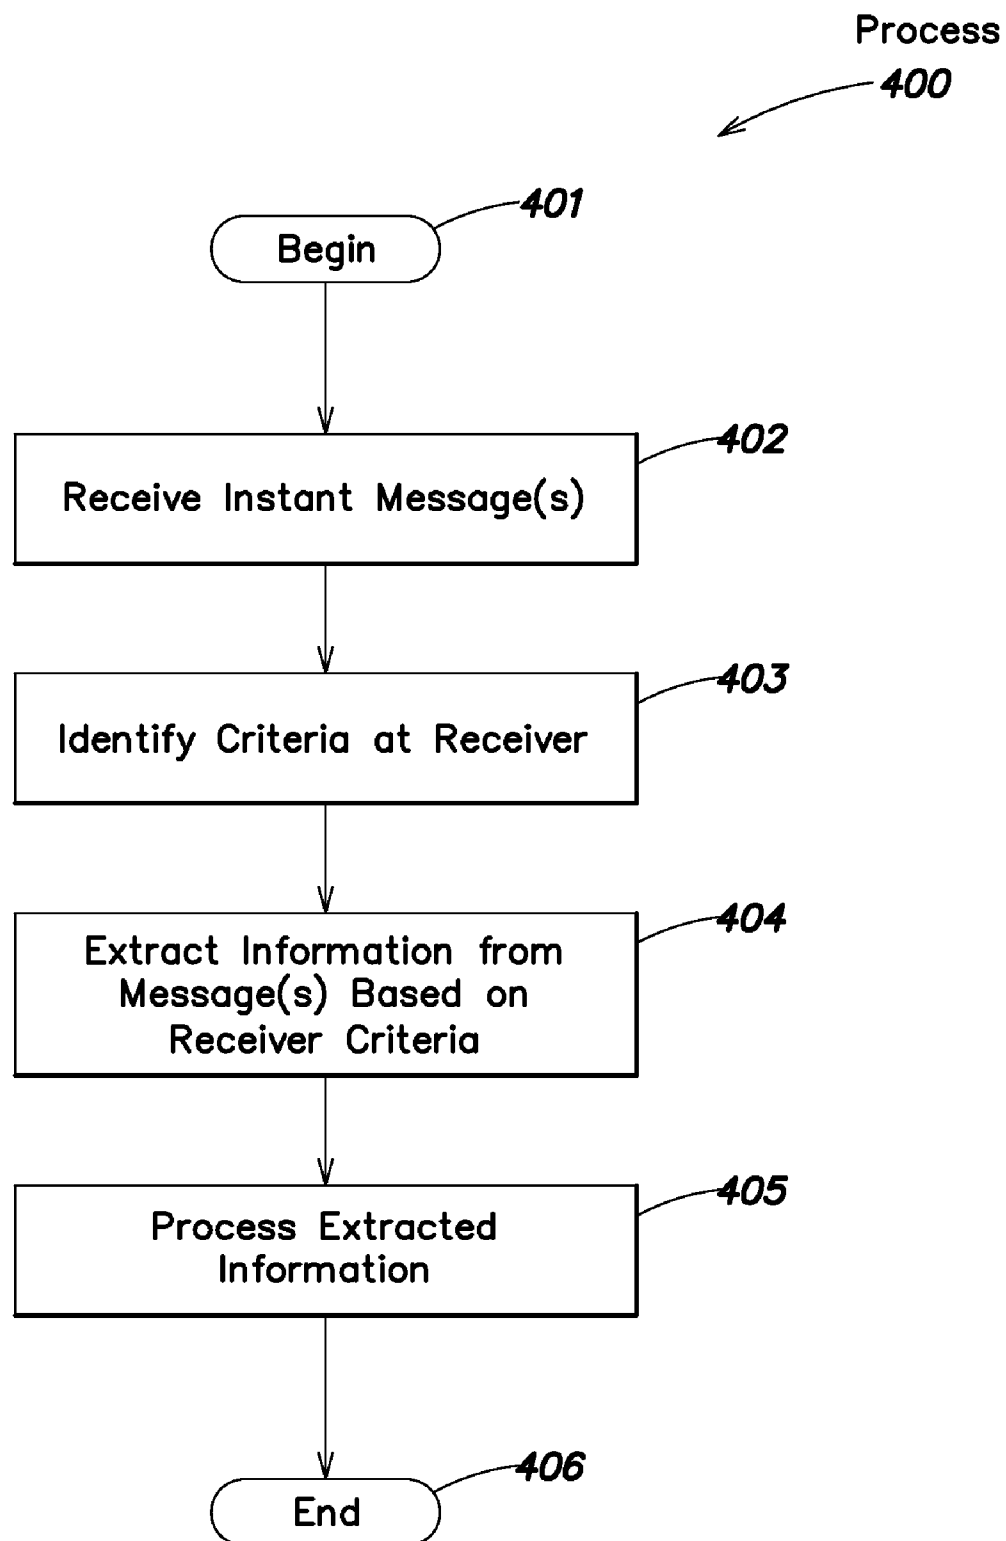 Process
400
401
Begin
402
Receive Instant Message(s)
403
Identify Criteria at Receiver
404
Extract Information from
Message(s) Based on
Receiver Criteria
405
Process Extracted
Information
406
End